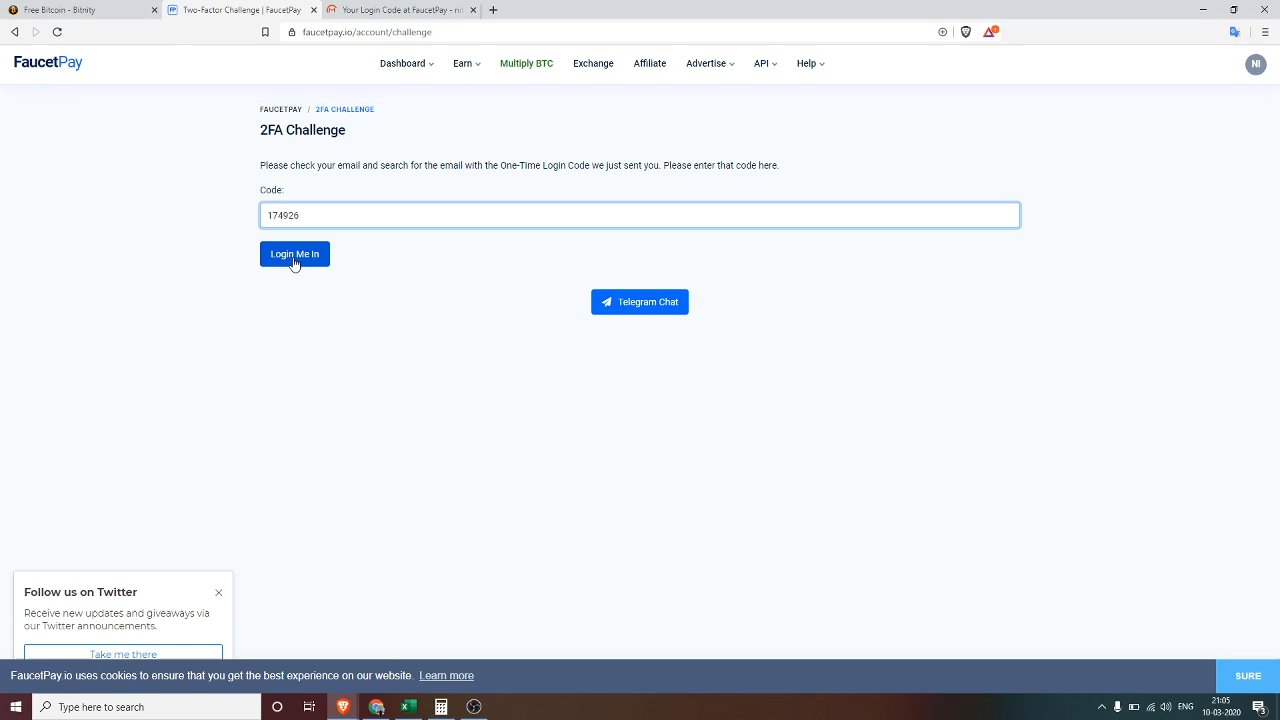 Free Bitcoin - Bitnity
Two-Factor Challenge | FaucetPay
Your Login Code at FaucetPay - ni
faucetpay.io/account/challenge
FaucetPay
Dashboard
Earn
Multiply BTC
Exchange
Affiliate
Advertise
API
Help
NI
FAUCETPAY / 2FA CHALLENGE
2FA Challenge
Please check your email and search for the email with the One-Time Login Code we just sent you. Please enter that code here.
Code:
174926
Login Me In
Telegram Chat
Follow us on Twitter
Receive new updates and giveaways via
our Twitter announcements.
Take me there
FaucetPay.io uses cookies to ensure that you get the best experience on our website. Learn more
SURE
Type here to search
ENG
21:05
10-03-2020
3